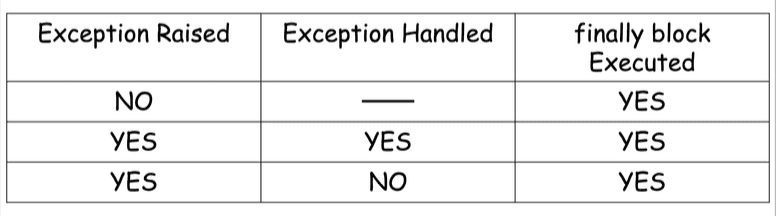 Exception Raised Exception Handled finally block
Executed
NO — YES
YES YES YES
YES NO YES